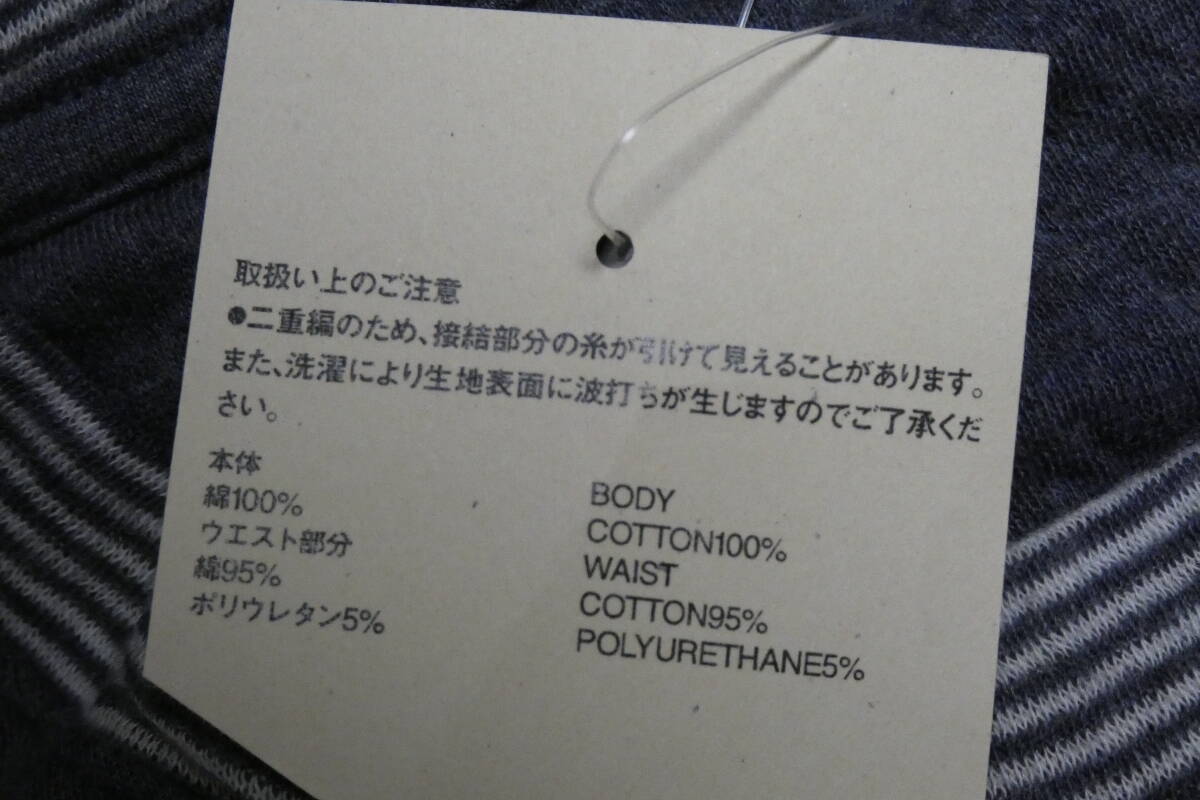 取扱い上のご注意
●二重編のため、接結部分の糸が引けて見えることがあります。
また、洗濯により生地表面に波打ちが生じますのでご了承くだ
さい。
本体
綿100%
ウエスト部分
綿95%
ポリウレタン5%
BODY
COTTON100%
WAIST
COTTON95%
POLYURETHANE5%